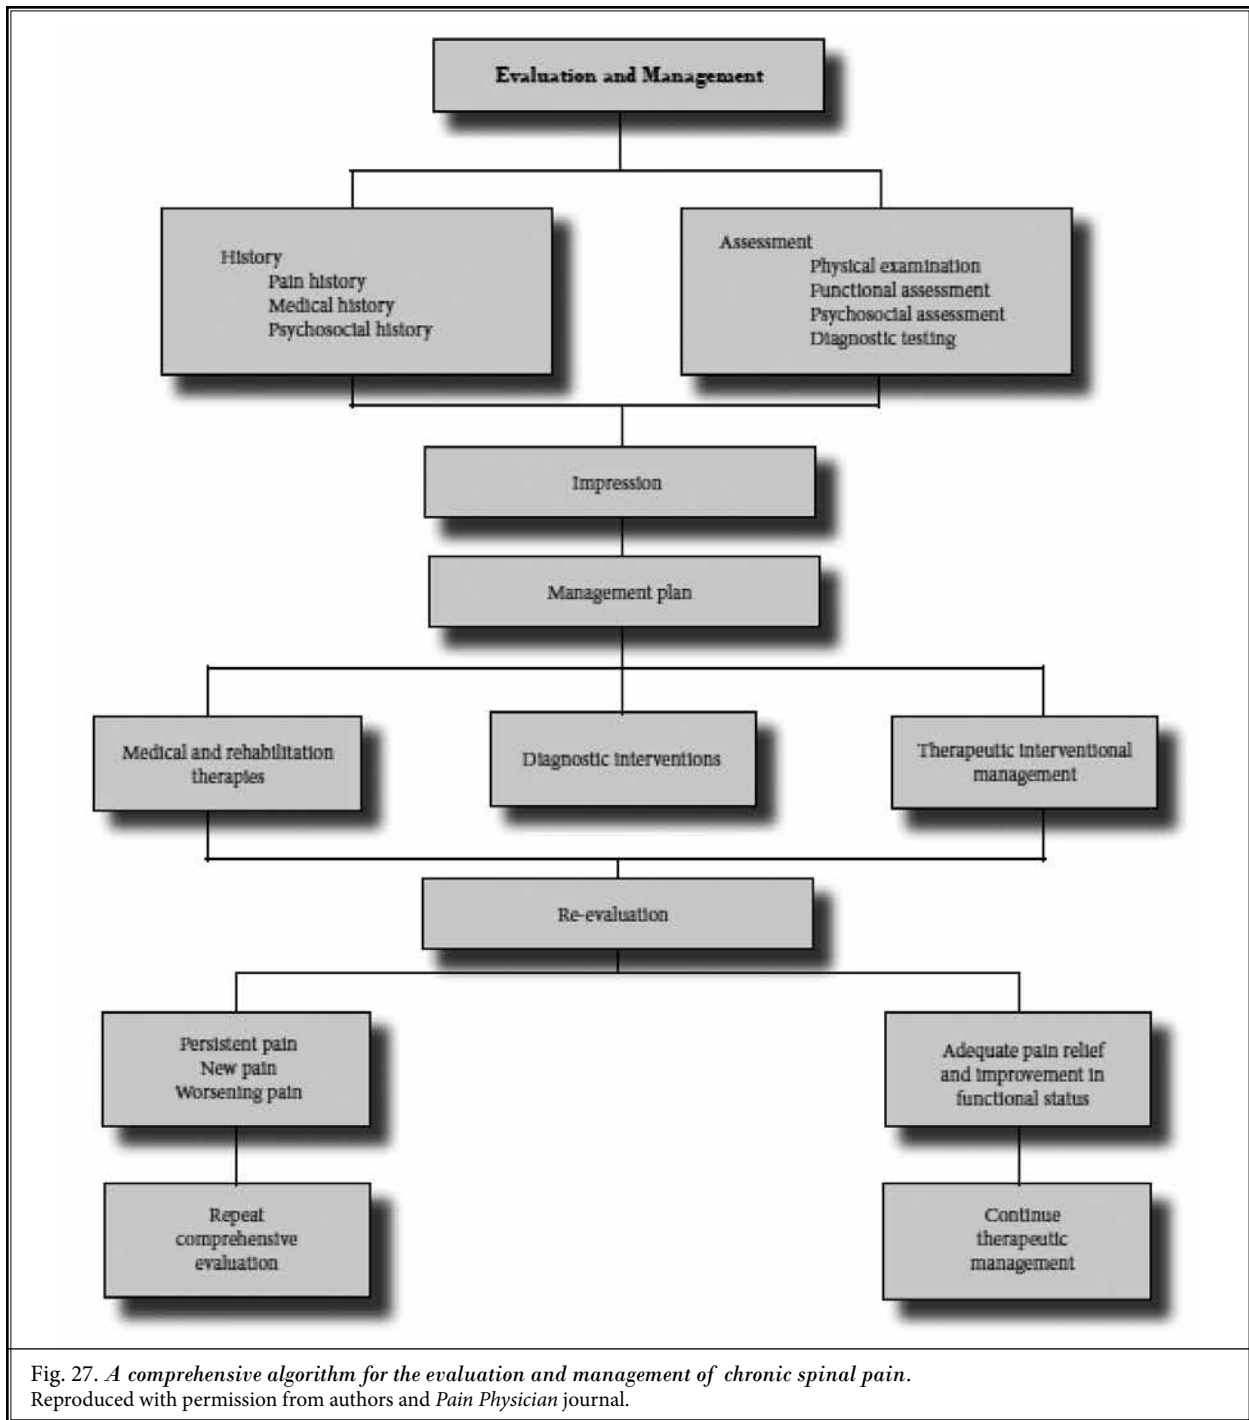 Evaluation and Management
History
Pain history
Medical history
Psychosocial history
Assessment
Physical examination
Functional assessment
Psychosocial assessment
Diagnostic testing
Impression
Management plan
Medical and rehabilitation
therapies
Diagnostic interventions
Therapeutic interventional
management
Re-evaluation
Persistent pain
New pain
Worsening pain
Adequate pain relief
and improvement in
functional status
Repeat
comprehensive
evaluation
Continue
therapeutic
management
Fig. 27. A comprehensive algorithm for the evaluation and management of chronic spinal pain.
Reproduced with permission from authors and Pain Physician journal.